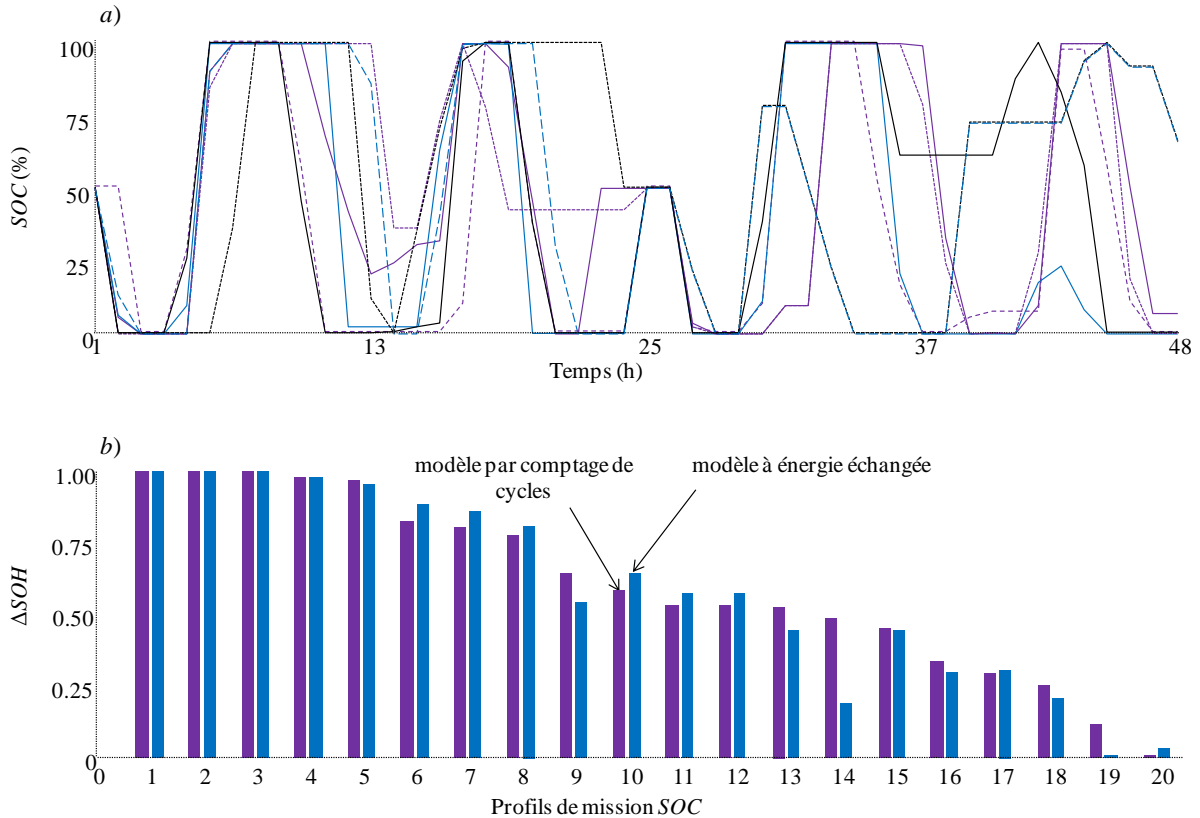 a)
100
75
50
25
0
SOC (%)
1 13 25 37 48
Temps (h)
b)
modèle par comptage de
cycles
modèle à énergie échangée
1.00
0.75
0.50
0.25
0
ΔSOH
0 1 2 3 4 5 6 7 8 9 10 11 12 13 14 15 16 17 18 19 20
Profils de mission SOC